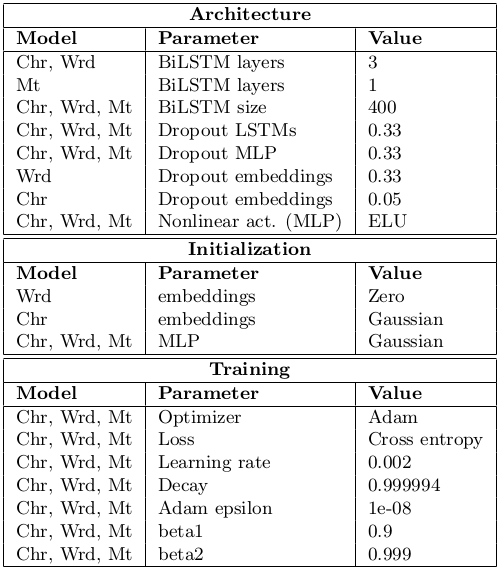 Architecture
Model Parameter Value
Chr, Wrd BiLSTM layers 3
Mt BiLSTM layers 1
Chr, Wrd, Mt BiLSTM size 400
Chr, Wrd, Mt Dropout LSTMs 0.33
Chr, Wrd, Mt Dropout MLP 0.33
Wrd Dropout embeddings 0.33
Chr Dropout embeddings 0.05
Chr, Wrd, Mt Nonlinear act. (MLP) ELU
Initialization
Model Parameter Value
Wrd embeddings Zero
Chr embeddings Gaussian
Chr, Wrd, Mt MLP Gaussian
Training
Model Parameter Value
Chr, Wrd, Mt Optimizer Adam
Chr, Wrd, Mt Loss Cross entropy
Chr, Wrd, Mt Learning rate 0.002
Chr, Wrd, Mt Decay 0.999994
Chr, Wrd, Mt Adam epsilon 1e-08
Chr, Wrd, Mt beta1 0.9
Chr, Wrd, Mt beta2 0.999